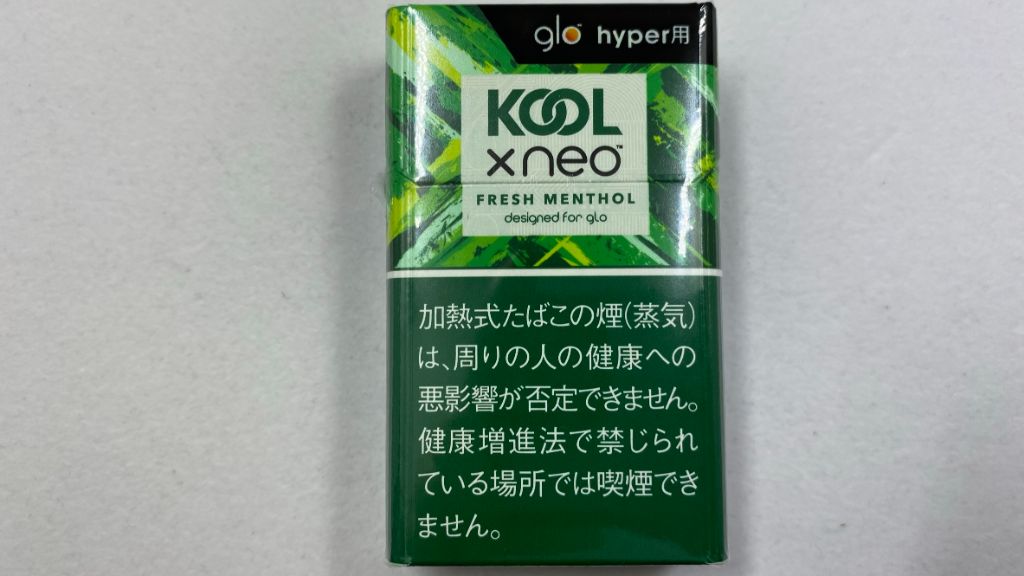 glo™ hyper用
KOOL
×neo™
FRESH MENTHOL
designed for glo
加熱式たばこの煙(蒸気)
は、周りの人の健康への
悪影響が否定できません。
健康増進法で禁じられ
ている場所では喫煙でき
ません。